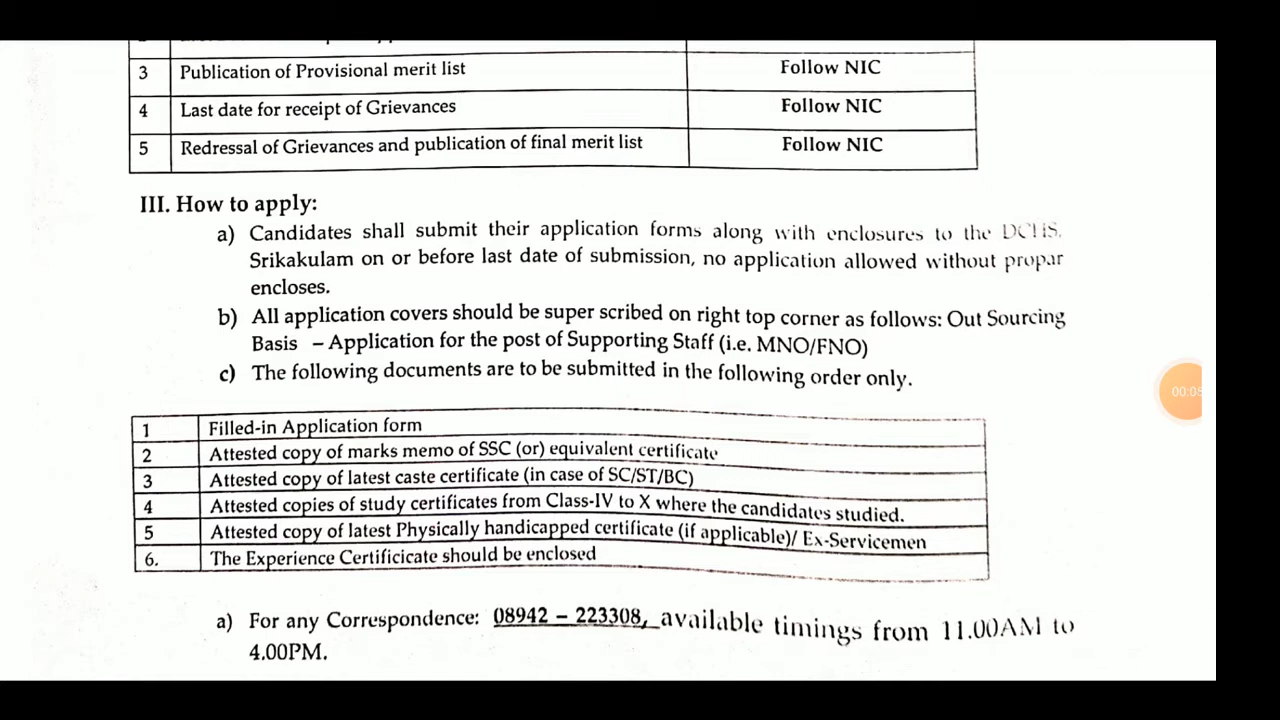 3 Publication of Provisional merit list Follow NIC
4 Last date for receipt of Grievances Follow NIC
5 Redressal of Grievances and publication of final merit list Follow NIC
III. How to apply:
a) Candidates shall submit their application forms along with enclosures to the DCHS,
Srikakulam on or before last date of submission, no application allowed without propar
encloses.
b) All application covers should be super scribed on right top corner as follows: Out Sourcing
Basis – Application for the post of Supporting Staff (i.e. MNO/FNO)
c) The following documents are to be submitted in the following order only.
1 Filled-in Application form
2 Attested copy of marks memo of SSC (or) equivalent certificate
3 Attested copy of latest caste certificate (in case of SC/ST/BC)
4 Attested copies of study certificates from Class-IV to X where the candidates studied.
5 Attested copy of latest Physically handicapped certificate (if applicable)/ Ex-Servicemen
6. The Experience Certificicate should be enclosed
a) For any Correspondence: 08942 – 223308, available timings from 11.00AM to
4.00PM.
00:08